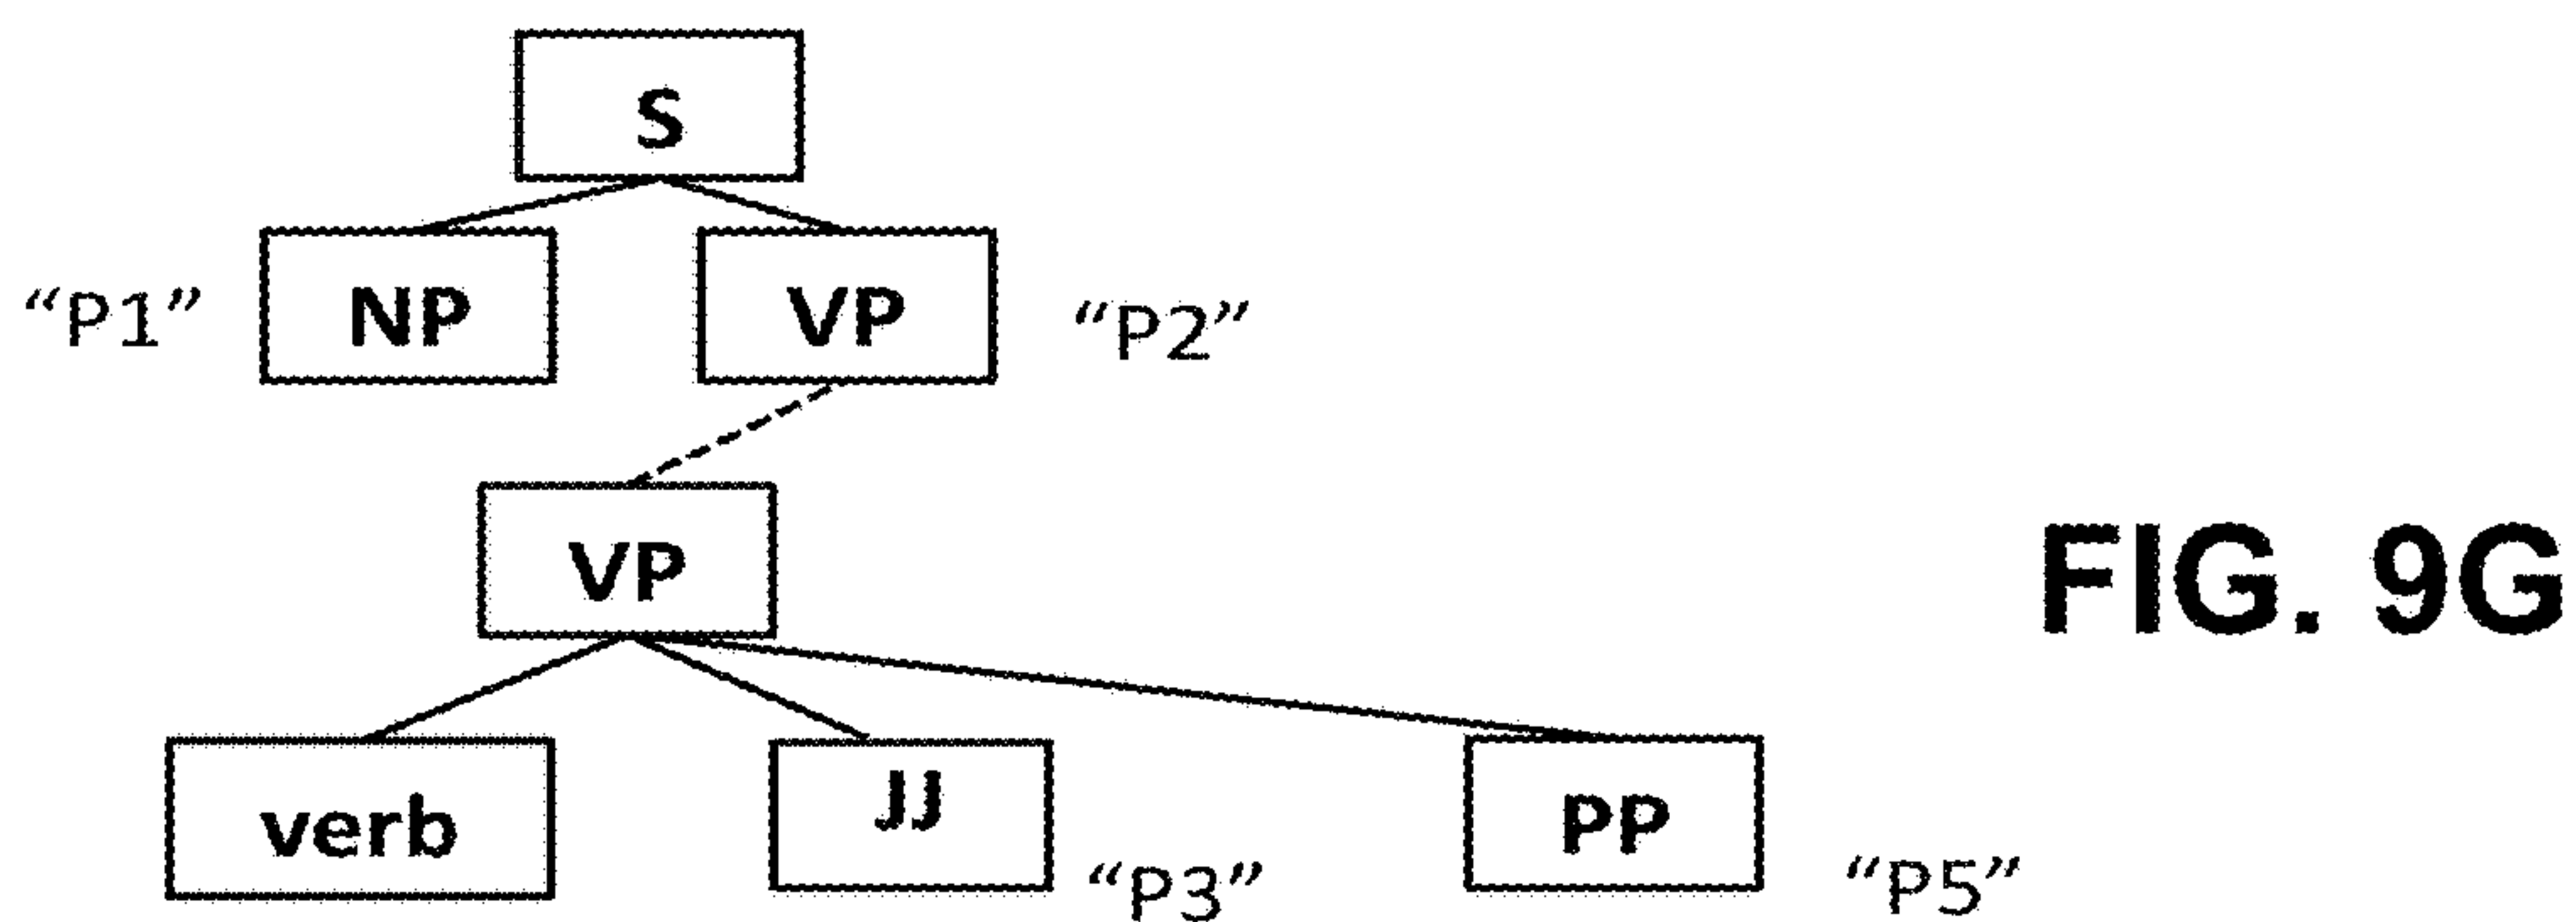 S
“P1” NP VP “P2”
VP
FIG. 9G
verb JJ “P3” PP “P5”